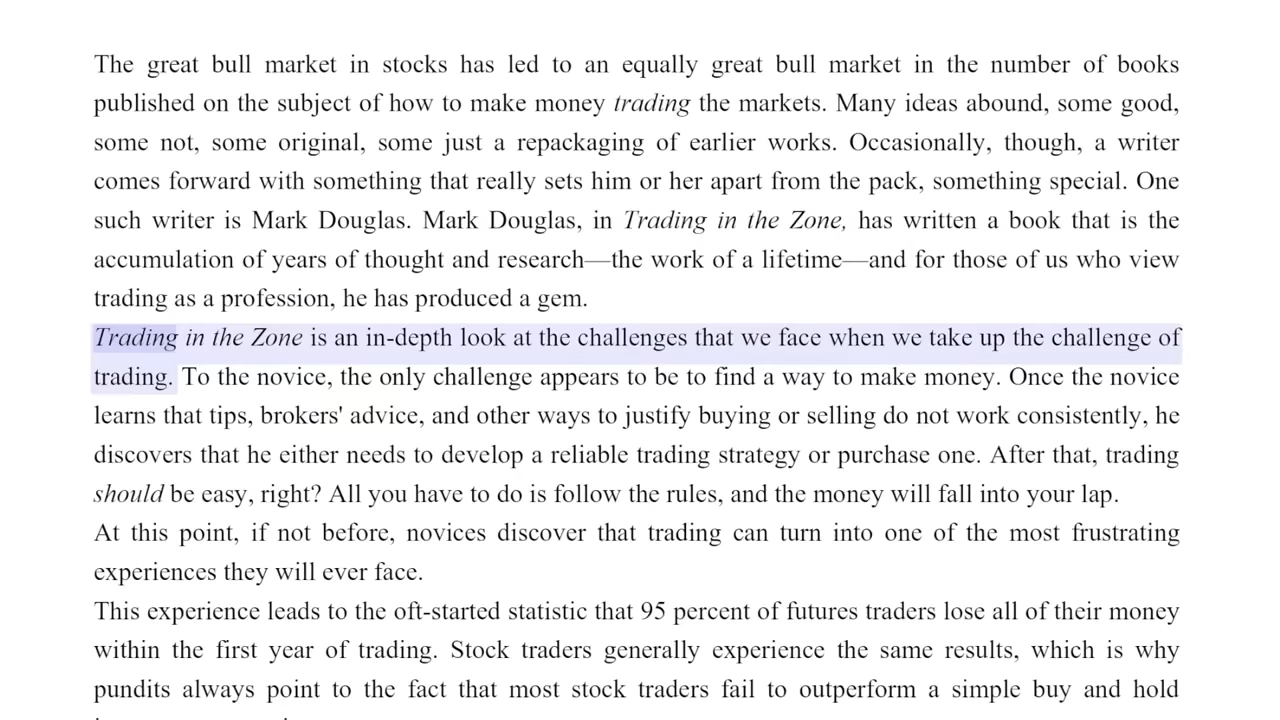 The great bull market in stocks has led to an equally great bull market in the number of books
published on the subject of how to make money trading the markets. Many ideas abound, some good,
some not, some original, some just a repackaging of earlier works. Occasionally, though, a writer
comes forward with something that really sets him or her apart from the pack, something special. One
such writer is Mark Douglas. Mark Douglas, in Trading in the Zone, has written a book that is the
accumulation of years of thought and research—the work of a lifetime—and for those of us who view
trading as a profession, he has produced a gem.
Trading in the Zone is an in-depth look at the challenges that we face when we take up the challenge of
trading. To the novice, the only challenge appears to be to find a way to make money. Once the novice
learns that tips, brokers' advice, and other ways to justify buying or selling do not work consistently, he
discovers that he either needs to develop a reliable trading strategy or purchase one. After that, trading
should be easy, right? All you have to do is follow the rules, and the money will fall into your lap.
At this point, if not before, novices discover that trading can turn into one of the most frustrating
experiences they will ever face.
This experience leads to the oft-started statistic that 95 percent of futures traders lose all of their money
within the first year of trading. Stock traders generally experience the same results, which is why
pundits always point to the fact that most stock traders fail to outperform a simple buy and hold